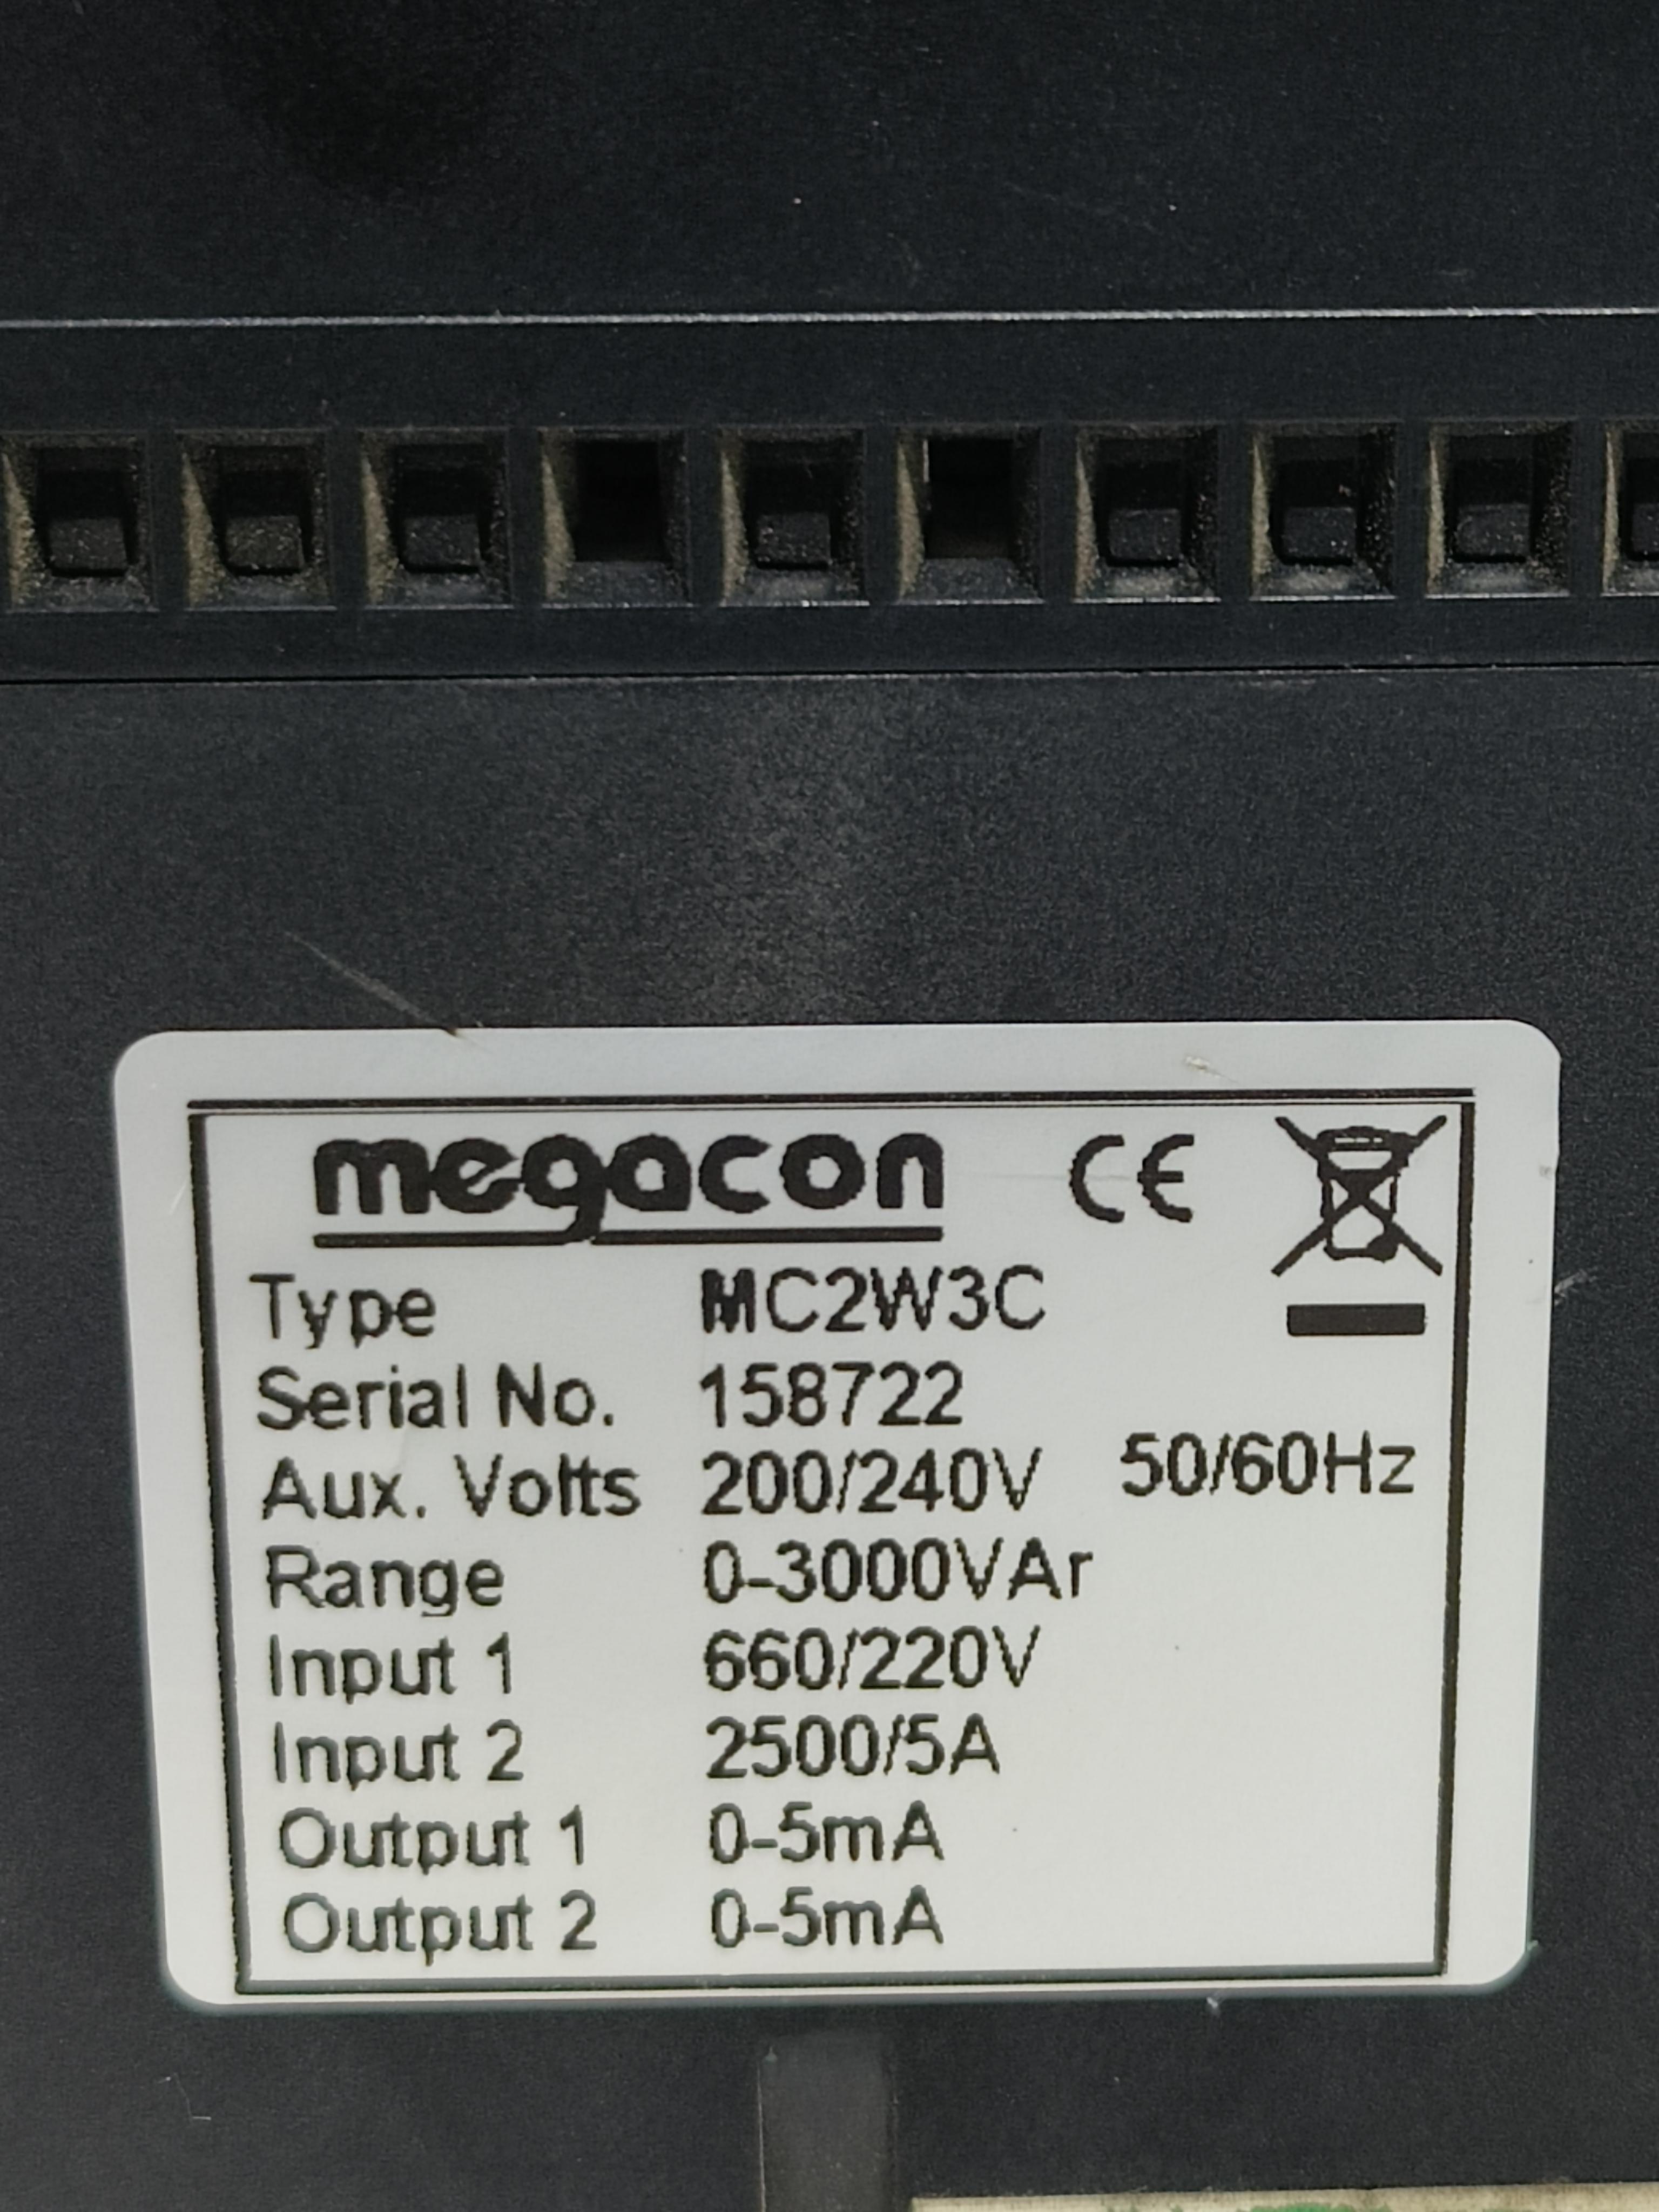 megacon CE
Type MC2W3C
Serial No. 158722
Aux. Volts 200/240V 50/60Hz
Range 0-3000VAr
Input 1 660/220V
Input 2 2500/5A
Output 1 0-5mA
Output 2 0-5mA